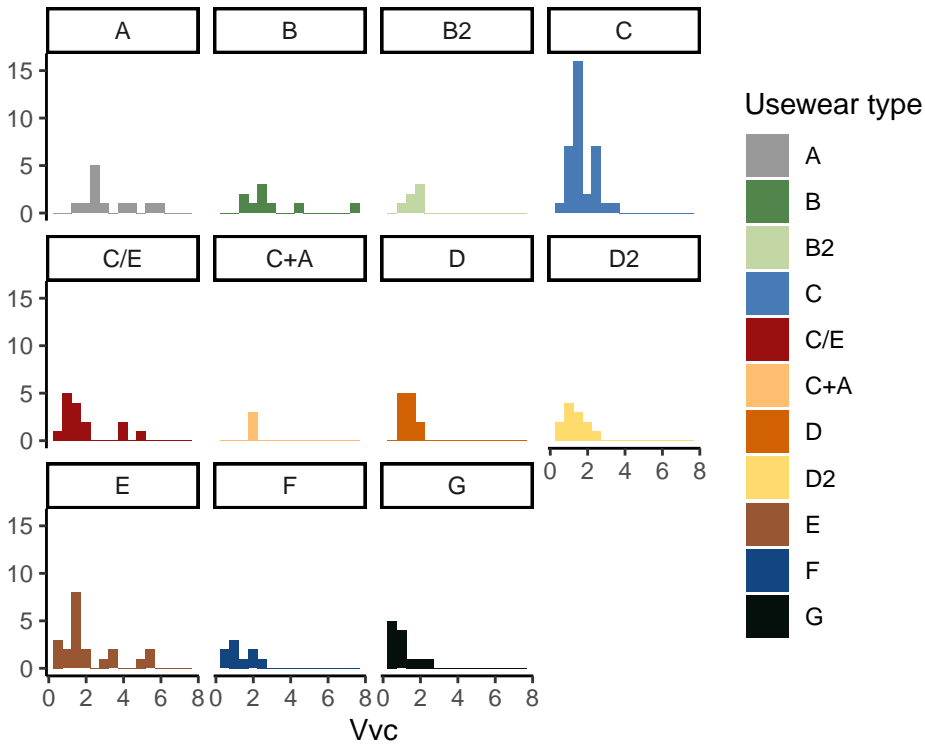 A B B2 C
15
10
5
0
Usewear type
A
B
B2
C
C/E
C+A
D
D2
E
F
G
C/E C+A D D2
15
10
5
0
0 2 4 6 8
E F G
15
10
5
0
0 2 4 6 8 0 2 4 6 8 0 2 4 6 8
Vvc